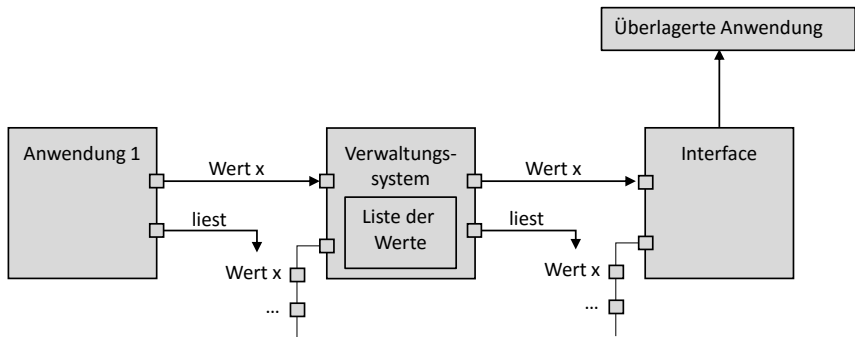 Überlagerte Anwendung
Anwendung 1
Wert x
Verwaltungs-
system
Wert x
Interface
liest
Liste der
Werte
liest
Wert x
Wert x
...
...